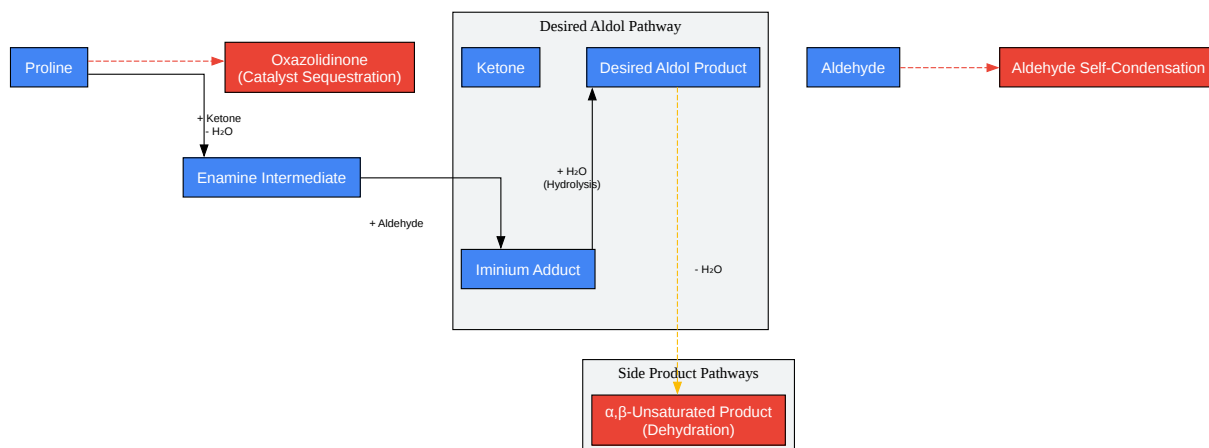 Desired Aldol Pathway
Proline
Oxazolidinone
(Catalyst Sequestration)
Ketone
Desired Aldol Product
Aldehyde
Aldehyde Self-Condensation
+ Ketone
- H₂O
Enamine Intermediate
+ H₂O
(Hydrolysis)
+ Aldehyde
Iminium Adduct
- H₂O
Side Product Pathways
α,β-Unsaturated Product
(Dehydration)